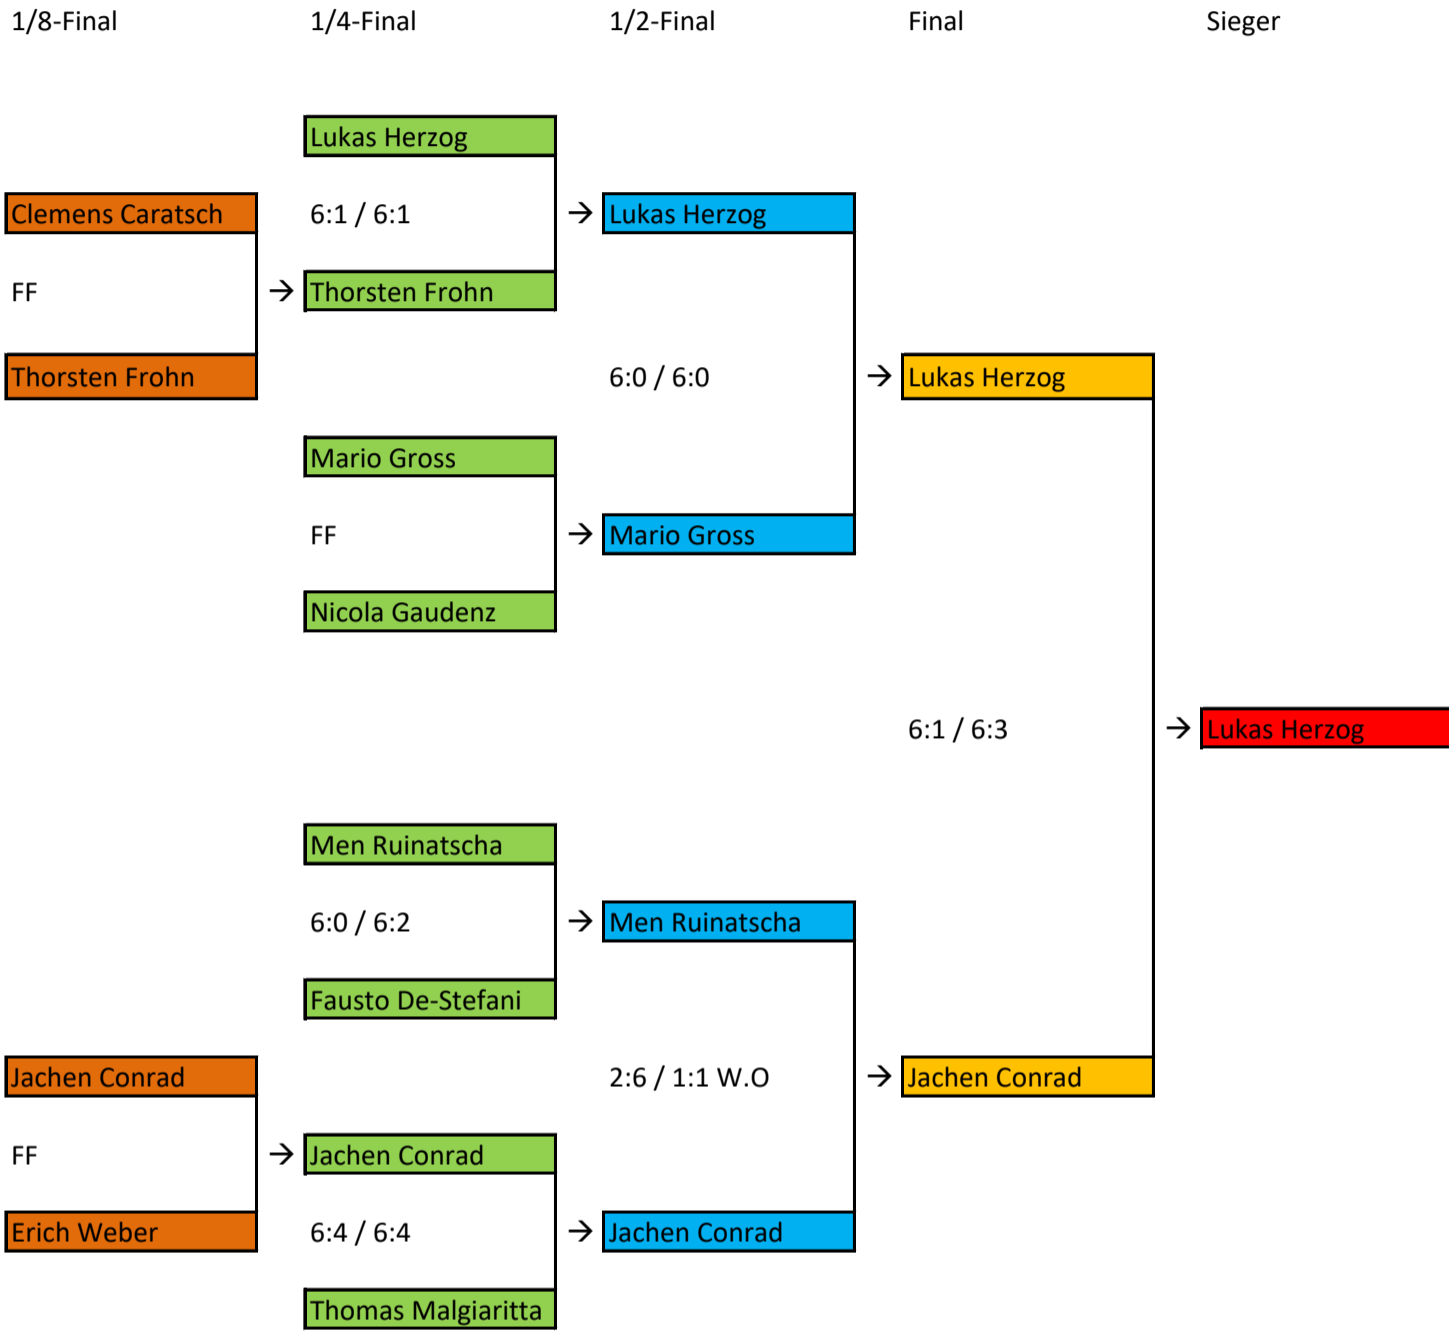 1/8-Final 1/4-Final 1/2-Final Final Sieger
Lukas Herzog
Clemens Caratsch 6:1 / 6:1 → Lukas Herzog
FF → Thorsten Frohn
Thorsten Frohn 6:0 / 6:0 → Lukas Herzog
Mario Gross
FF → Mario Gross
Nicola Gaudenz
6:1 / 6:3 → Lukas Herzog
Men Ruinatscha
6:0 / 6:2 → Men Ruinatscha
Fausto De-Stefani
Jachen Conrad 2:6 / 1:1 W.O → Jachen Conrad
FF → Jachen Conrad
Erich Weber 6:4 / 6:4 → Jachen Conrad
Thomas Malgiaritta